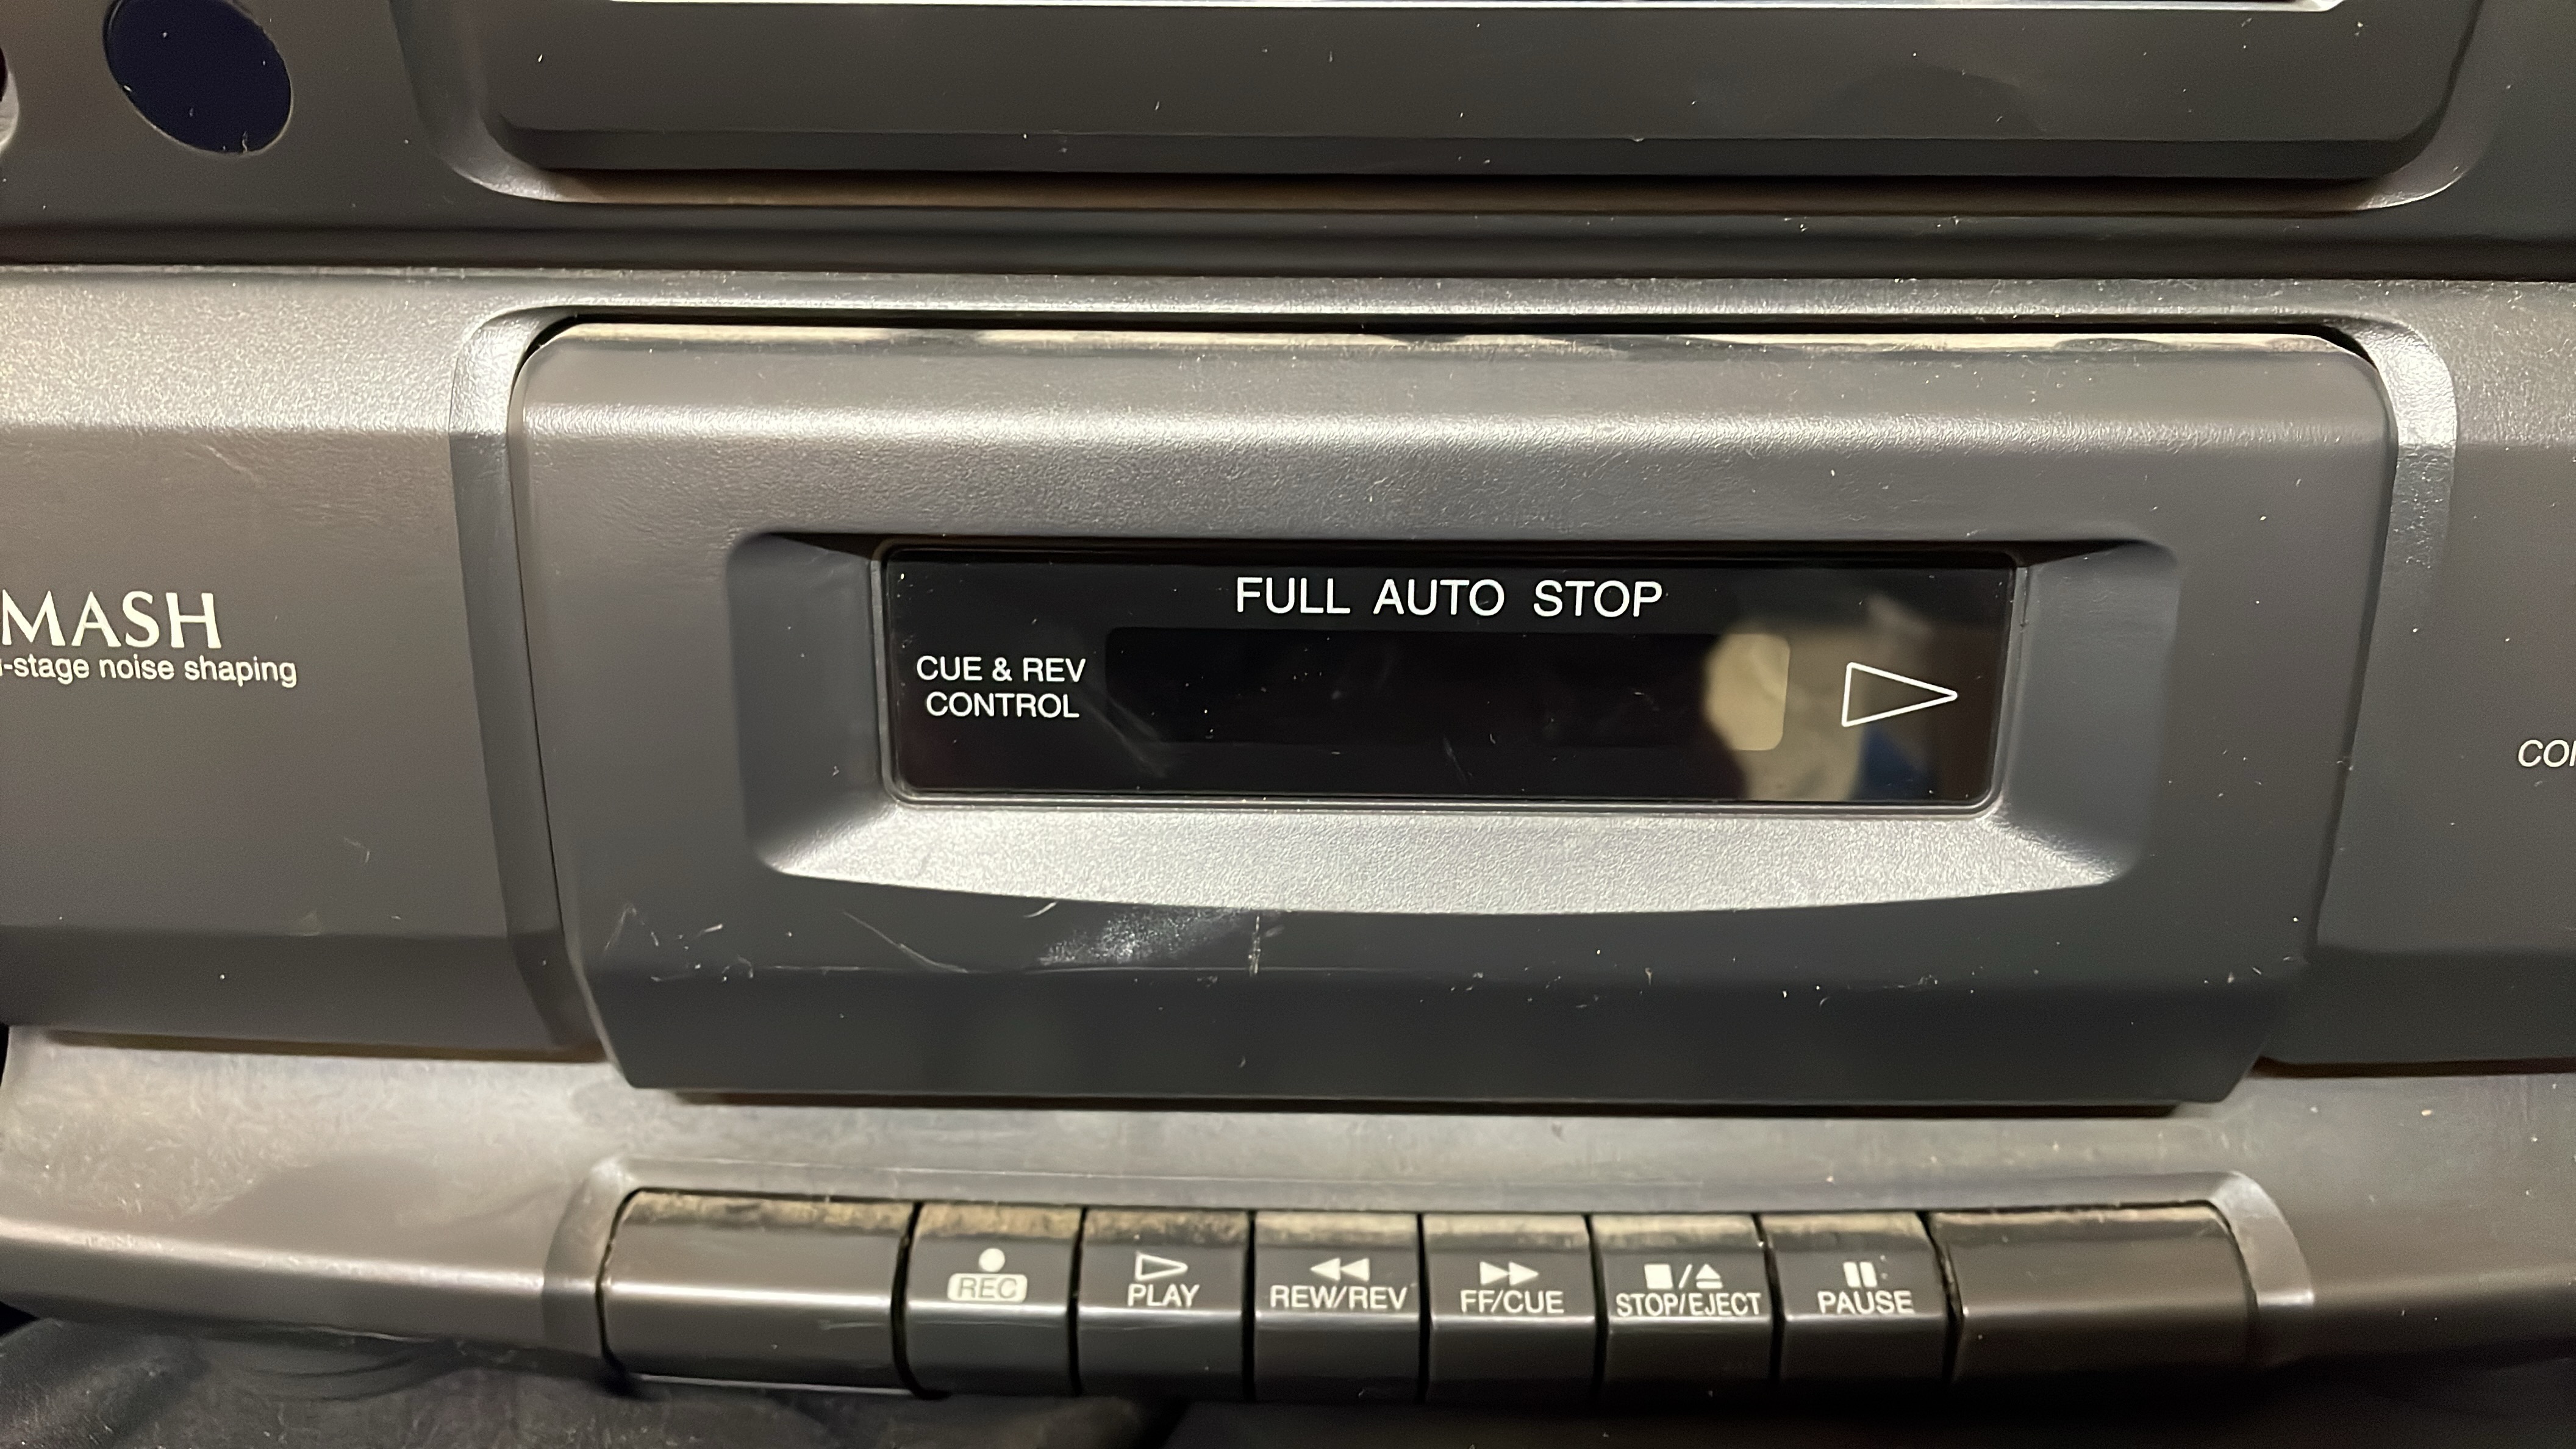 FULL AUTO STOP
MASH
-stage noise shaping
CUE & REV
CONTROL
REC
PLAY
REW/REV
FF/CUE
STOP/EJECT
PAUSE